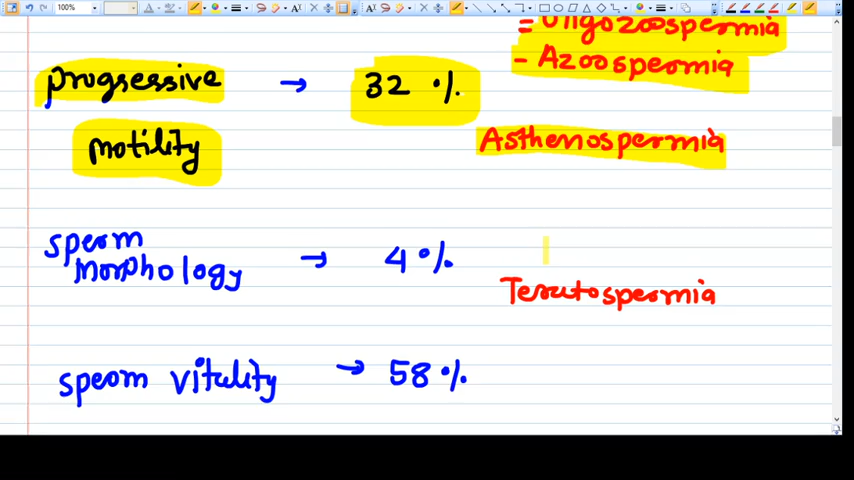 100%
= Oligozoospermia
- Azoospermia
progressive → 32 %.
motility
Asthenospermia
sperm
morphology → 4%.
Teratospermia
sperm vitality → 58%.